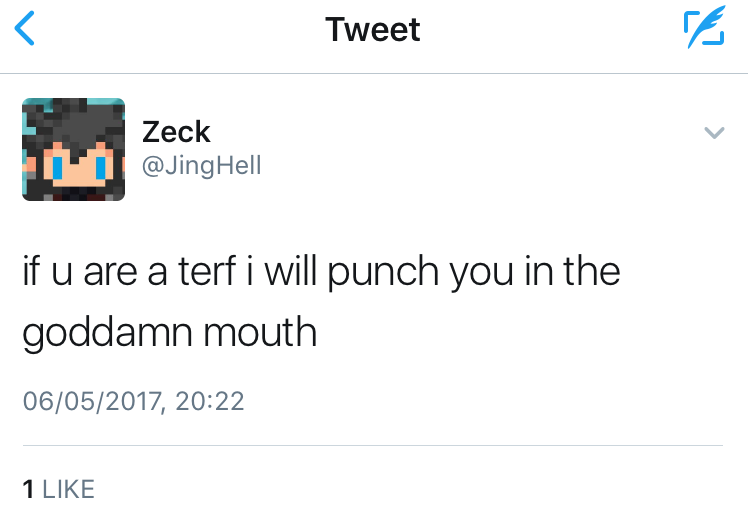 Tweet
Zeck
@JingHell
if u are a terf i will punch you in the
goddamn mouth
06/05/2017, 20:22
1 LIKE